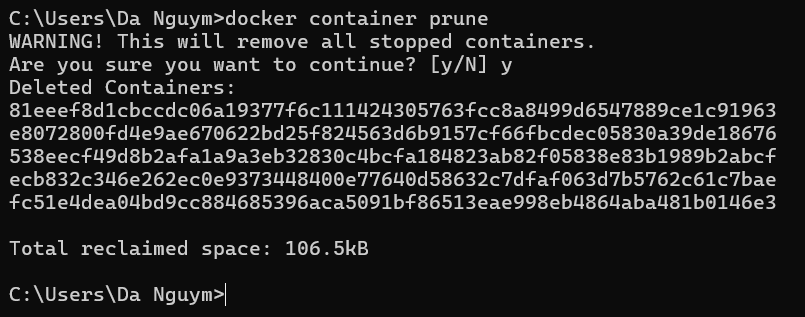 C:\Users\Da Nguym>docker container prune
WARNING! This will remove all stopped containers.
Are you sure you want to continue? [y/N] y
Deleted Containers:
81eeef8d1cbccdc06a19377f6c111424305763fcc8a8499d6547889ce1c91963
e8072800fd4e9ae670622bd25f824563d6b9157cf66fbcdec05830a39de18676
538eecf49d8b2afa1a9a3eb32830c4bcfa184823ab82f05838e83b1989b2abcf
ecb832c346e262ec0e9373448400e77640d58632c7dfaf063d7b5762c61c7bae
fc51e4dea04bd9cc884685396aca5091bf86513eae998eb4864aba481b0146e3
Total reclaimed space: 106.5kB
C:\Users\Da Nguym>